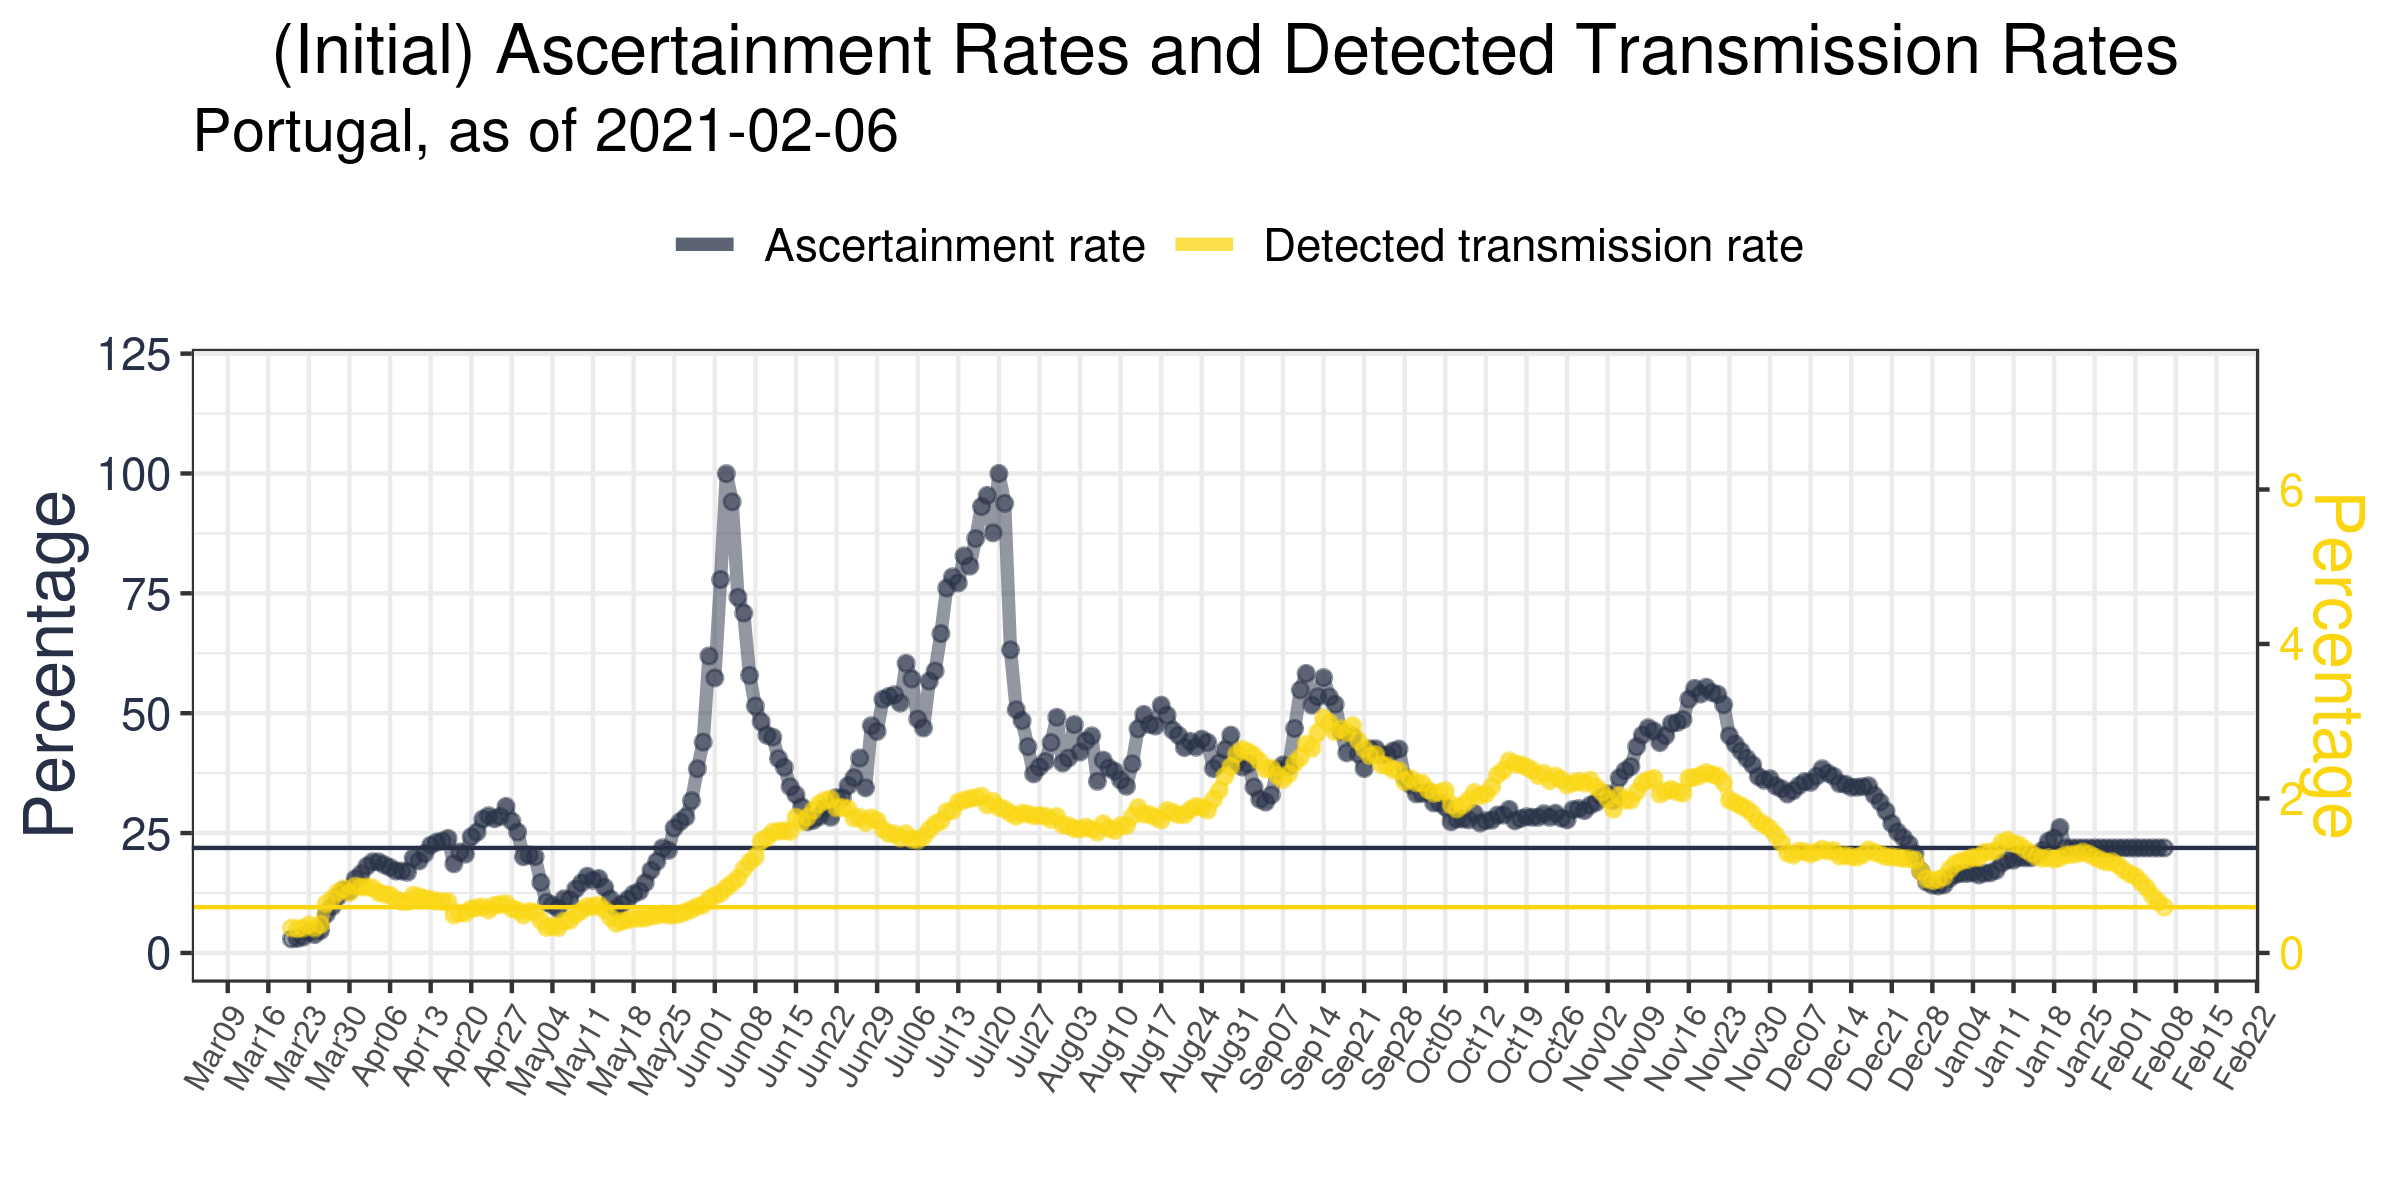 (Initial) Ascertainment Rates and Detected Transmission Rates
Portugal, as of 2021-02-06
Ascertainment rate
Detected transmission rate
Percentage
125
100
75
50
25
0
6
4
2
0
Percentage
Mar09
Mar16
Mar23
Mar30
Apr06
Apr13
Apr20
Apr27
May04
May11
May18
May25
Jun01
Jun08
Jun15
Jun22
Jun29
Jul06
Jul13
Jul20
Jul27
Aug03
Aug10
Aug17
Aug24
Aug31
Sep07
Sep14
Sep21
Sep28
Oct05
Oct12
Oct19
Oct26
Nov02
Nov09
Nov16
Nov23
Nov30
Dec07
Dec14
Dec21
Dec28
Jan04
Jan11
Jan18
Jan25
Feb01
Feb08
Feb15
Feb22